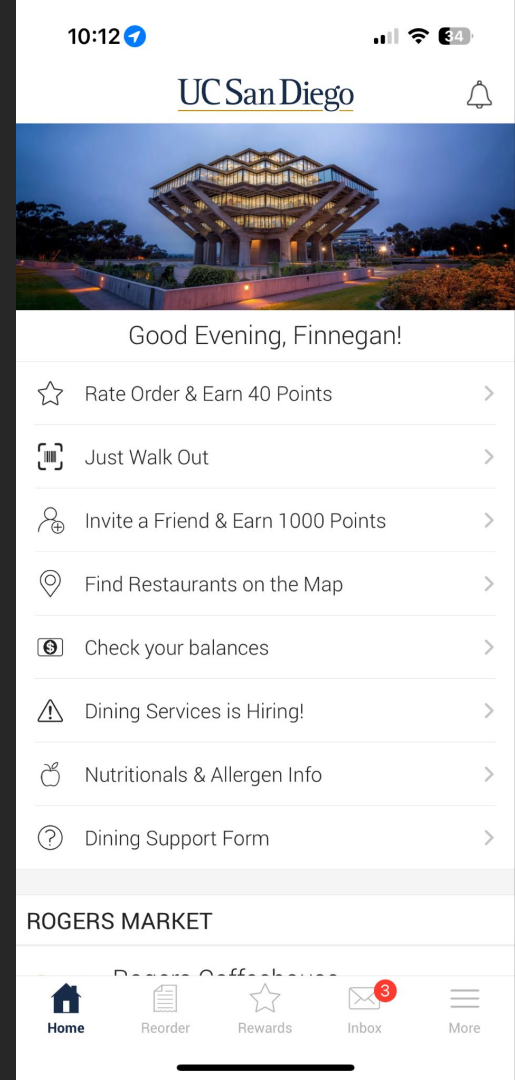 10:12
34
UC San Diego
Good Evening, Finnegan!
Rate Order & Earn 40 Points
Just Walk Out
Invite a Friend & Earn 1000 Points
Find Restaurants on the Map
Check your balances
Dining Services is Hiring!
Nutritionals & Allergen Info
Dining Support Form
ROGERS MARKET
Rogers Coffeehouse
3
Home
Reorder
Rewards
Inbox
More